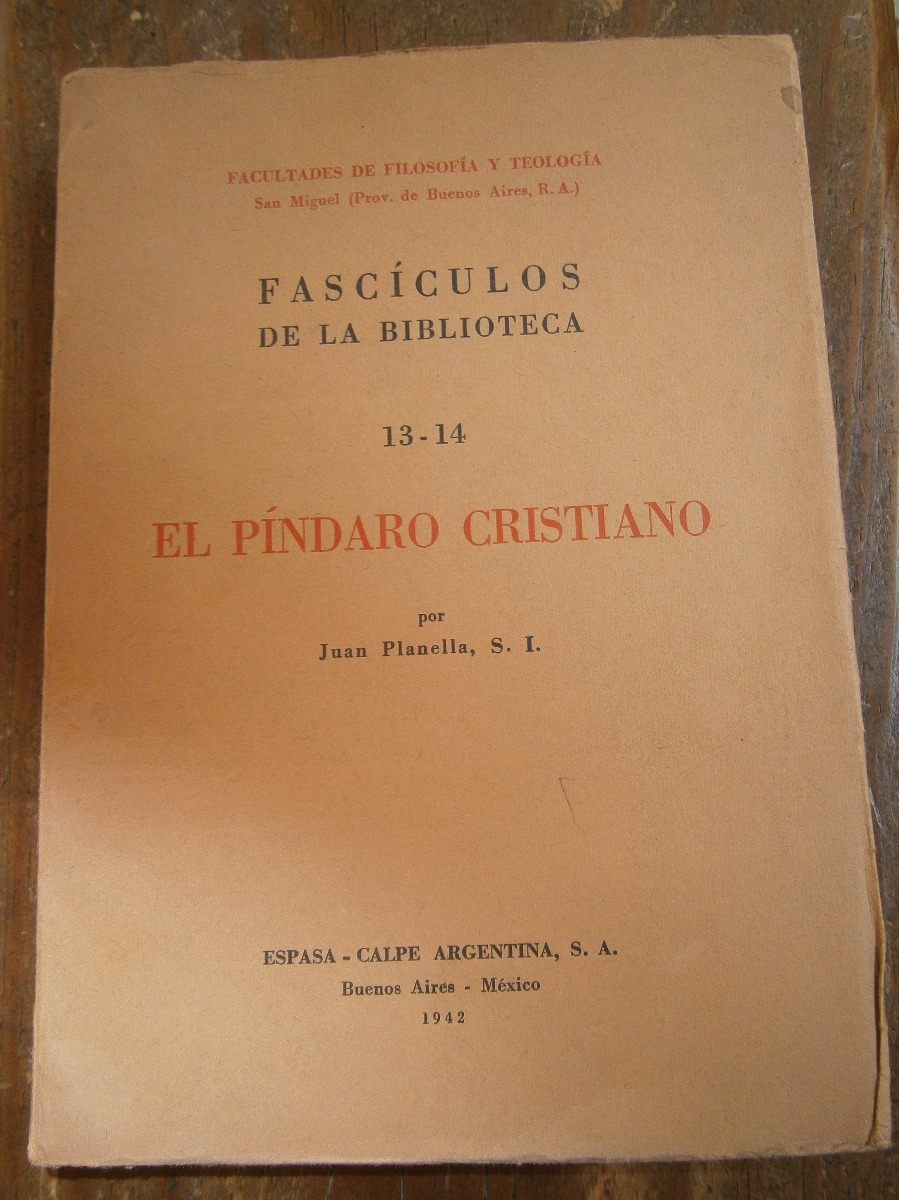 FACULTADES DE FILOSOFÍA Y TEOLOGÍA
San Miguel (Prov. de Buenos Aires, R. A.)
FASCÍCULOS
DE LA BIBLIOTECA
13 - 14
EL PÍNDARO CRISTIANO
por
Juan Planella, S. I.
ESPASA - CALPE ARGENTINA, S. A.
Buenos Aires - México
1942